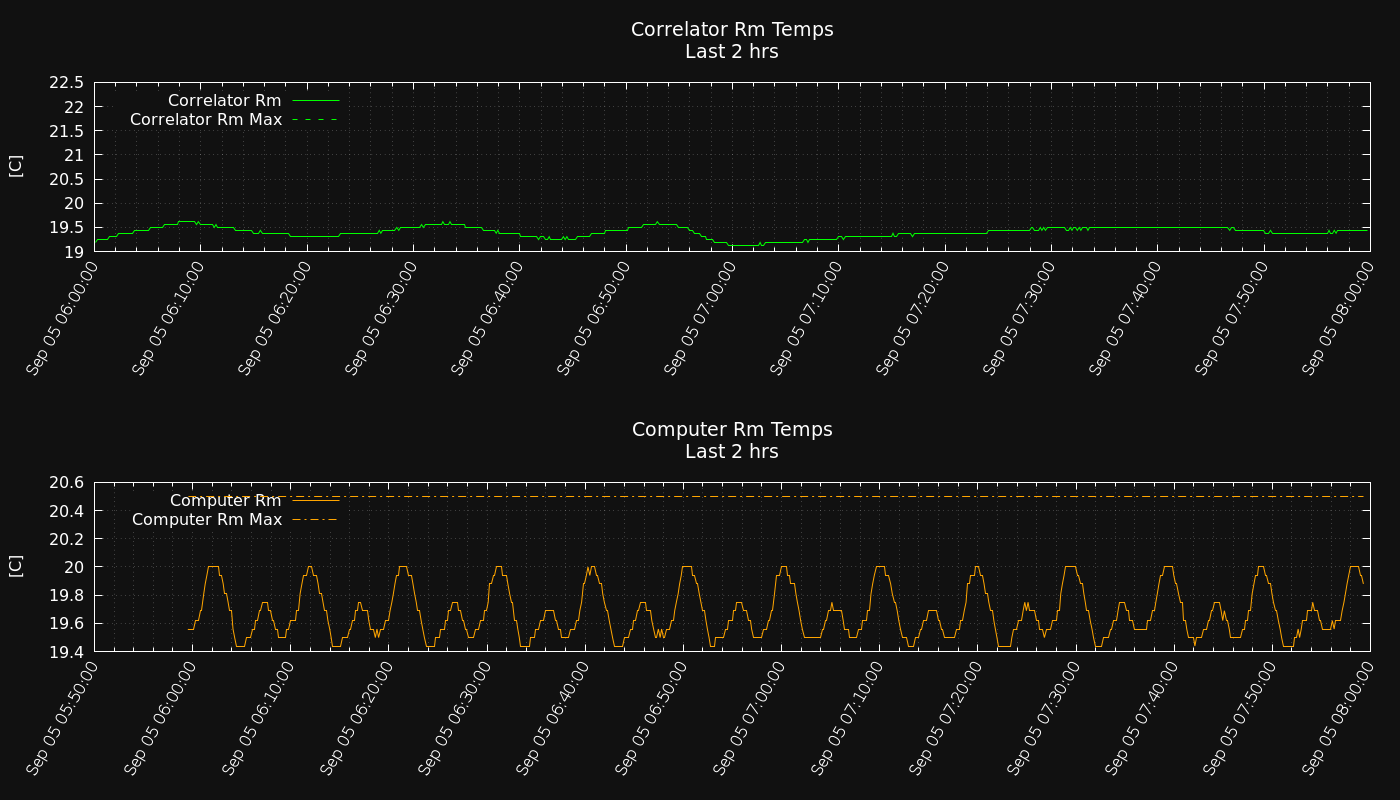 Correlator Rm Temps
Last 2 hrs
22.5
22
21.5
21
20.5
20
19.5
19
[C]
Correlator Rm
Correlator Rm Max
Sep 05 06:00:00
Sep 05 06:10:00
Sep 05 06:20:00
Sep 05 06:30:00
Sep 05 06:40:00
Sep 05 06:50:00
Sep 05 07:00:00
Sep 05 07:10:00
Sep 05 07:20:00
Sep 05 07:30:00
Sep 05 07:40:00
Sep 05 07:50:00
Sep 05 08:00:00
Computer Rm Temps
Last 2 hrs
20.6
20.4
20.2
20
19.8
19.6
19.4
[C]
Computer Rm
Computer Rm Max
Sep 05 05:50:00
Sep 05 06:00:00
Sep 05 06:10:00
Sep 05 06:20:00
Sep 05 06:30:00
Sep 05 06:40:00
Sep 05 06:50:00
Sep 05 07:00:00
Sep 05 07:10:00
Sep 05 07:20:00
Sep 05 07:30:00
Sep 05 07:40:00
Sep 05 07:50:00
Sep 05 08:00:00